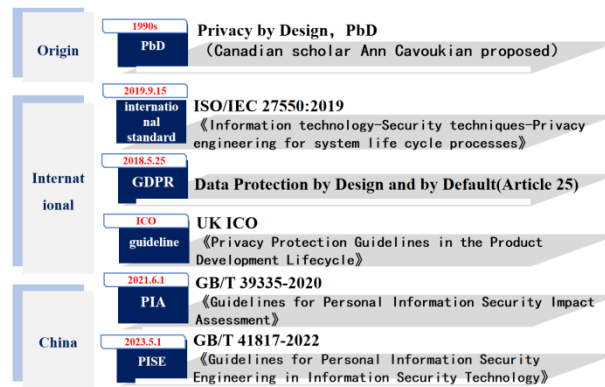 Origin
1990s
PbD
Privacy by Design, PbD
(Canadian scholar Ann Cavoukian proposed)
Internat
ional
2019.9.15
internatio
nal
standard
ISO/IEC 27550:2019
《Information technology-Security techniques-Privacy
engineering for system life cycle processes》
2018.5.25
GDPR
Data Protection by Design and by Default(Article 25)
ICO
guideline
UK ICO
《Privacy Protection Guidelines in the Product
Development Lifecycle》
China
2021.6.1
PIA
GB/T 39335-2020
《Guidelines for Personal Information Security Impact
Assessment》
2023.5.1
PISE
GB/T 41817-2022
《Guidelines for Personal Information Security
Engineering in Information Security Technology》